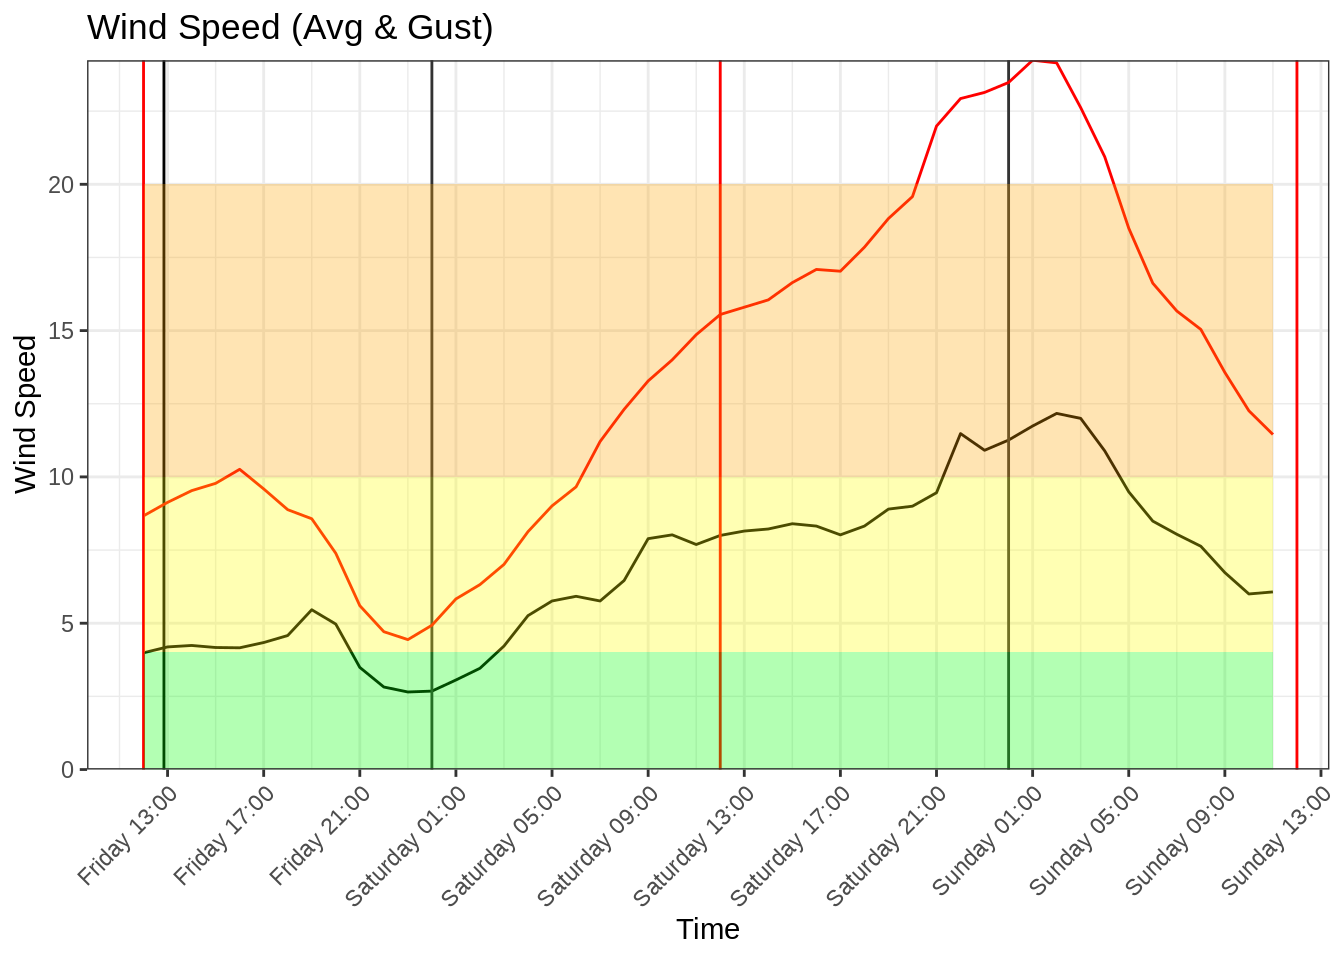 Wind Speed (Avg & Gust)
Wind Speed
20
15
10
5
0
Friday 13:00
Friday 17:00
Friday 21:00
Saturday 01:00
Saturday 05:00
Saturday 09:00
Saturday 13:00
Saturday 17:00
Saturday 21:00
Sunday 01:00
Sunday 05:00
Sunday 09:00
Sunday 13:00
Time